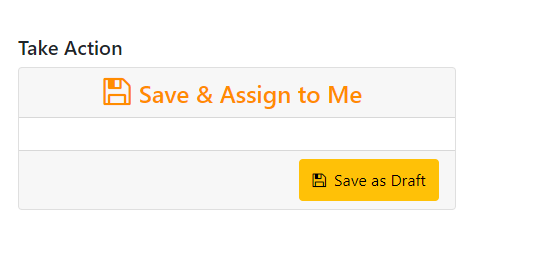 Take Action
Save & Assign to Me
Save as Draft